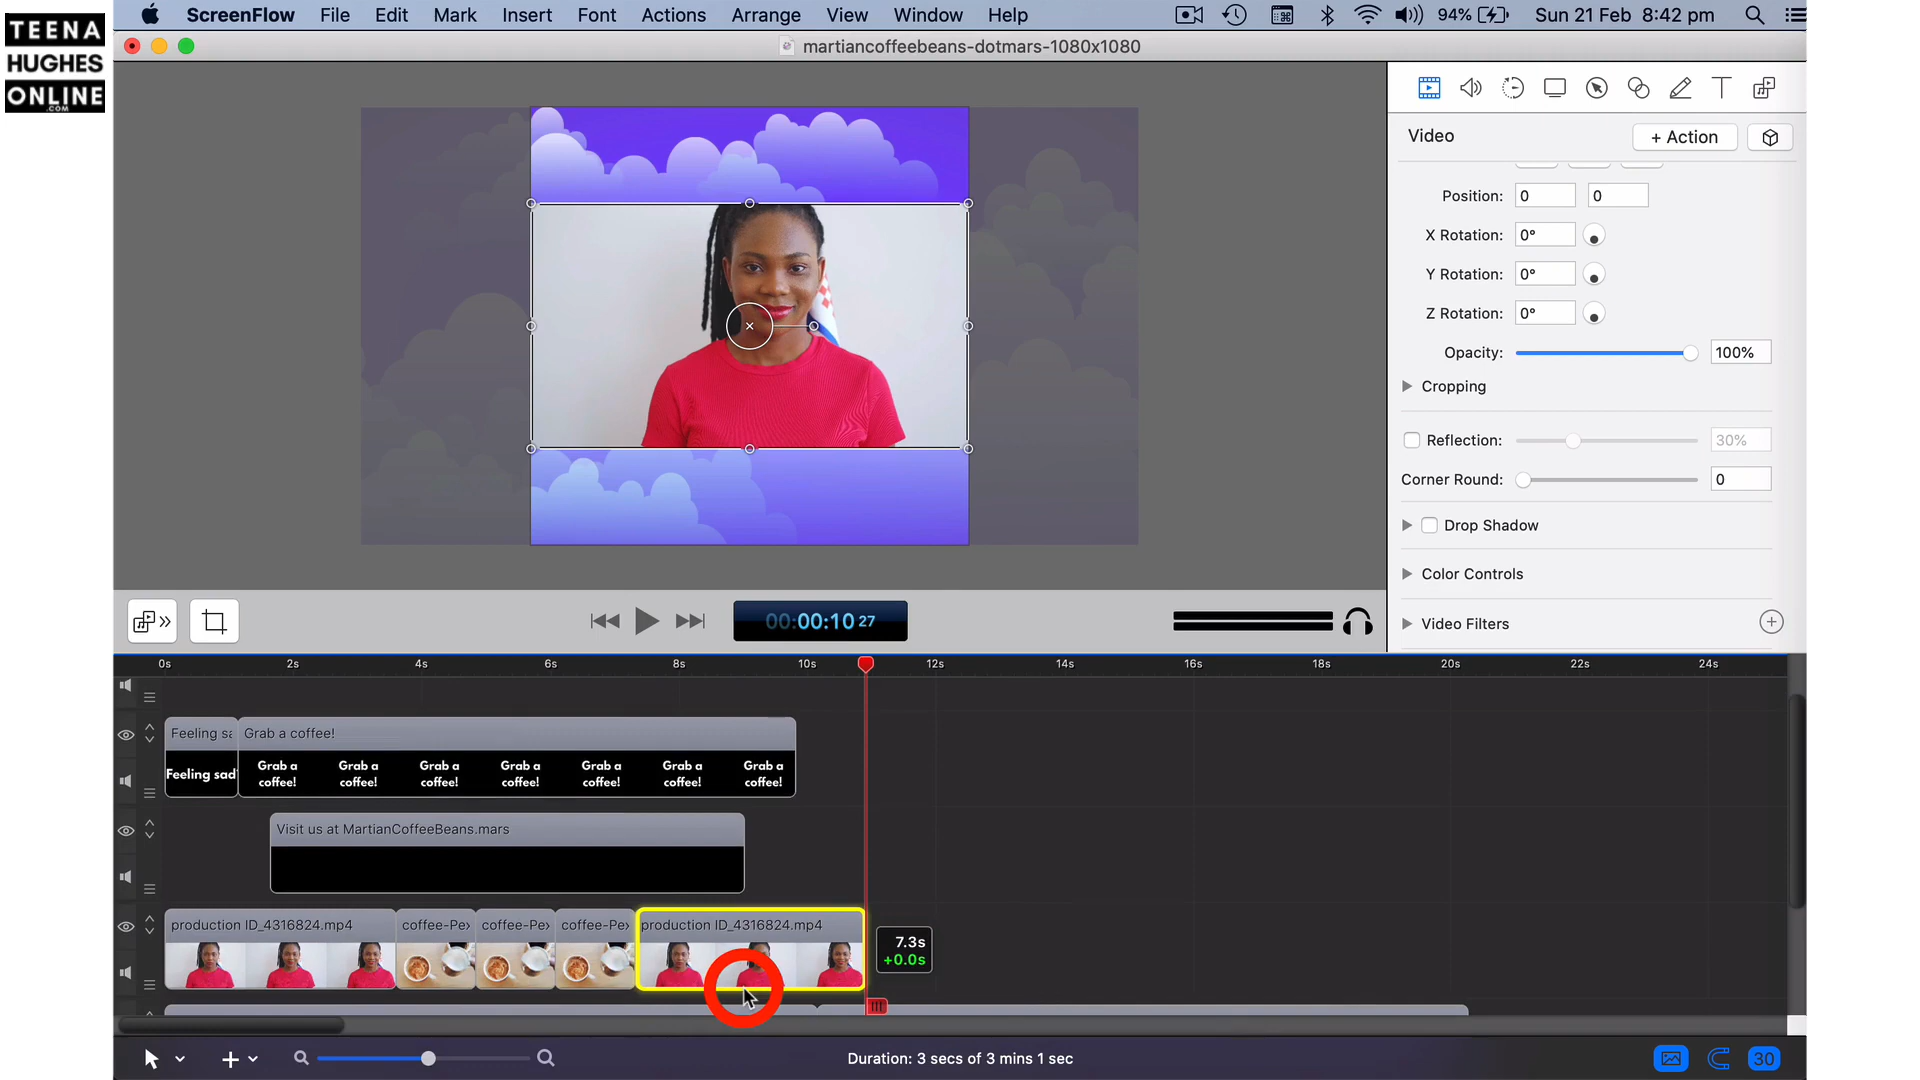 TEENA
HUGHES
ONLINE
.COM
ScreenFlow File Edit Mark Insert Font Actions Arrange View Window Help 94% Sun 21 Feb 8:42 pm
martiancoffeebeans-dotmars-1080x1080
Video + Action
Position: 0 0
X Rotation: 0°
Y Rotation: 0°
Z Rotation: 0°
Opacity: 100%
Cropping
Reflection: 30%
Corner Round: 0
Drop Shadow
Color Controls
Video Filters
00:00:10 27
0s 2s 4s 6s 8s 10s 12s 14s 16s 18s 20s 22s 24s
Feeling sa Grab a coffee!
Feeling sad Grab a coffee! Grab a coffee! Grab a coffee! Grab a coffee! Grab a coffee! Grab a coffee! Grab a coffee!
Visit us at MartianCoffeeBeans.mars
production ID_4316824.mp4 coffee-Pe coffee-Pe coffee-Pe production ID_4316824.mp4
7.3s
+0.0s
Duration: 3 secs of 3 mins 1 sec
30